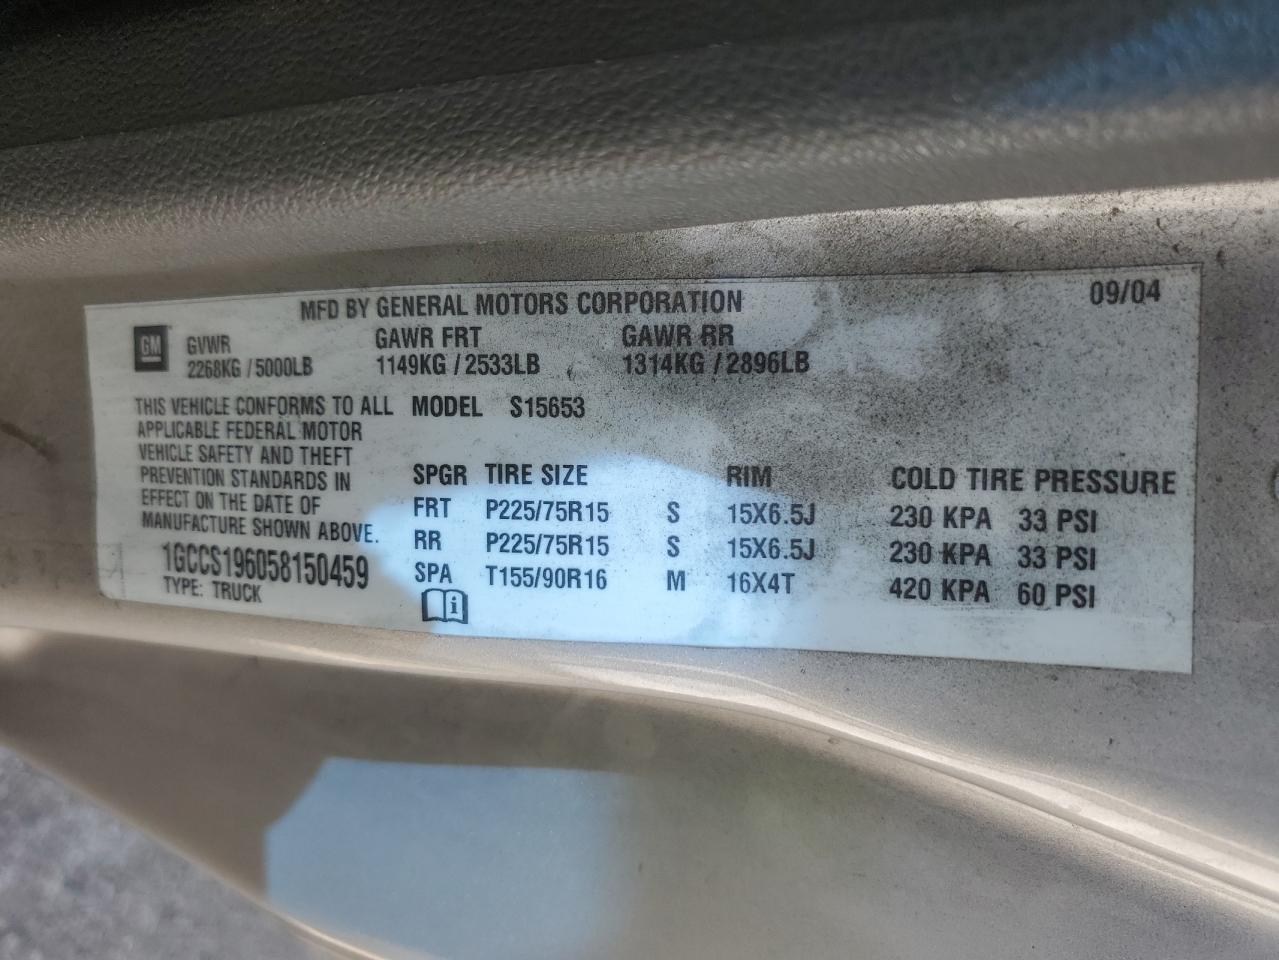 MFD BY GENERAL MOTORS CORPORATION 09/04
GM
GVWR GAWR FRT GAWR RR
2268KG / 5000LB 1149KG / 2533LB 1314KG / 2896LB
THIS VEHICLE CONFORMS TO ALL
APPLICABLE FEDERAL MOTOR
VEHICLE SAFETY AND THEFT
PREVENTION STANDARDS IN
EFFECT ON THE DATE OF
MANUFACTURE SHOWN ABOVE.
1GCCS196058150459
TYPE: TRUCK
MODEL S15653
SPGR TIRE SIZE RIM COLD TIRE PRESSURE
FRT P225/75R15 S 15X6.5J 230 KPA 33 PSI
RR P225/75R15 S 15X6.5J 230 KPA 33 PSI
SPA T155/90R16 M 16X4T 420 KPA 60 PSI
i